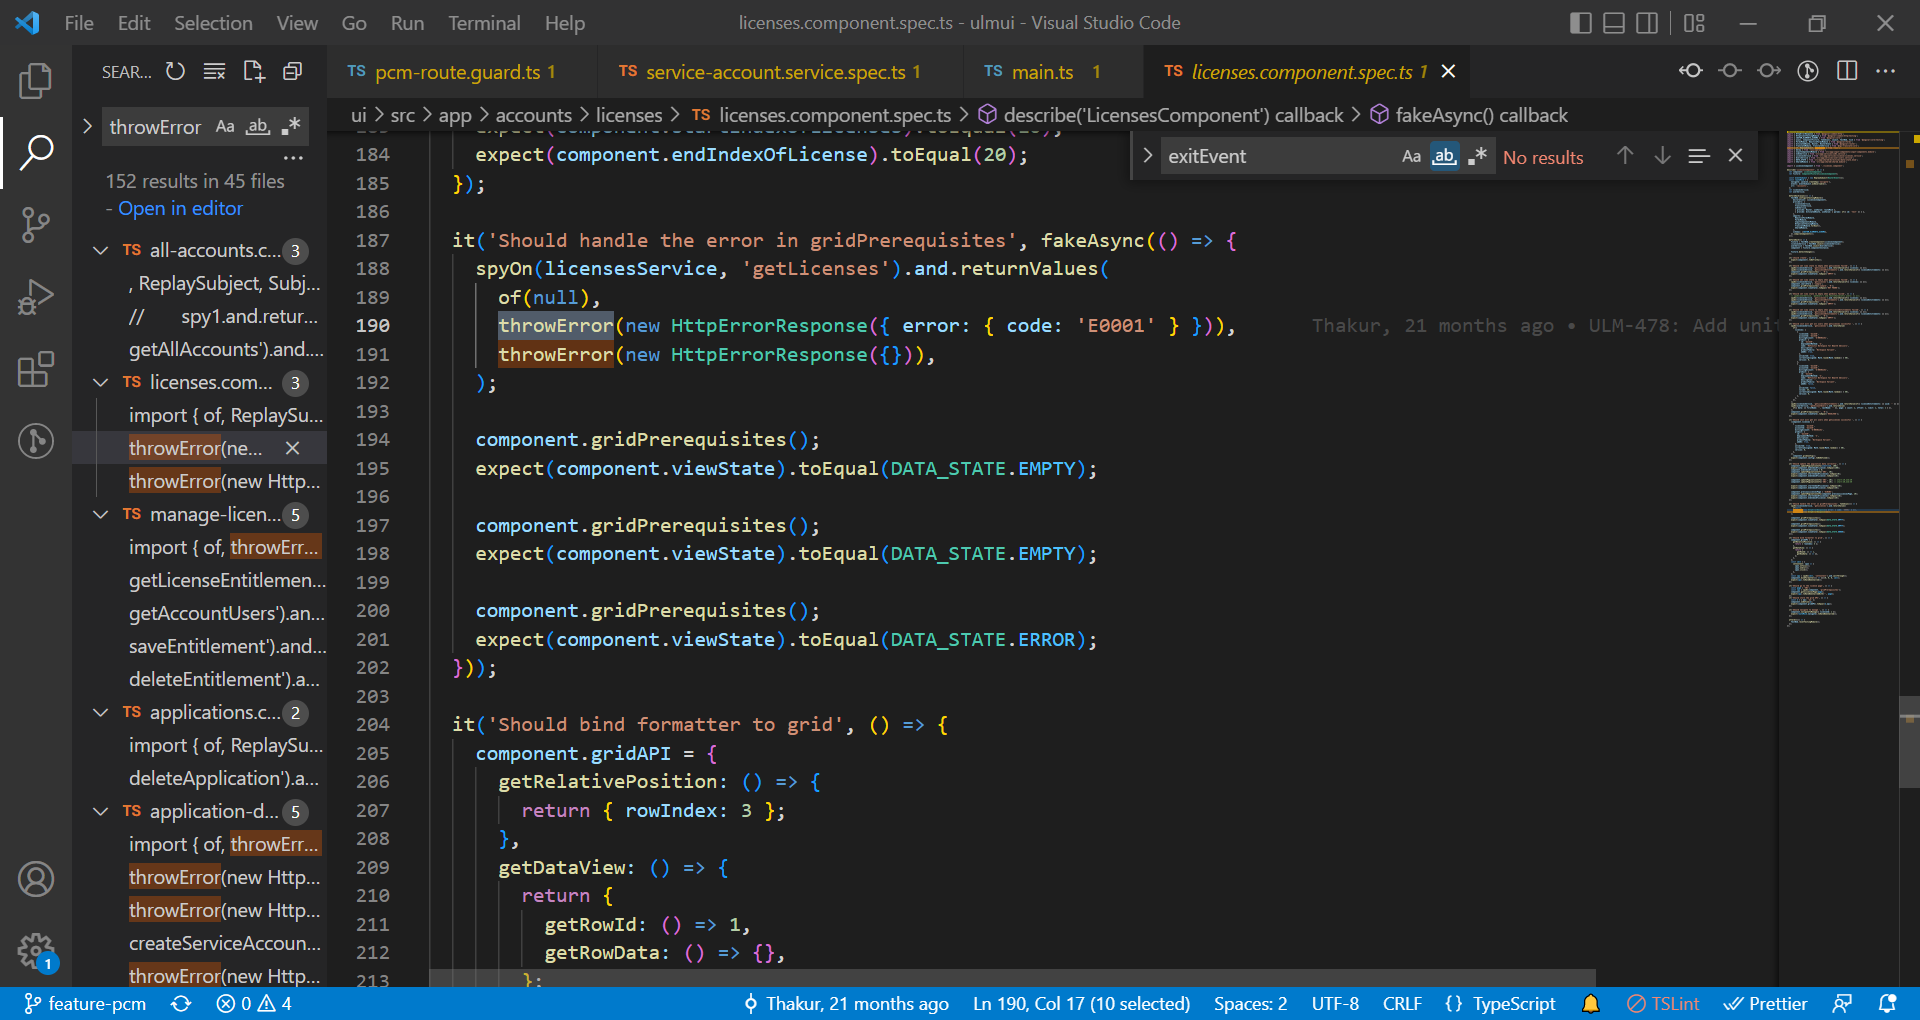 File Edit Selection View Go Run Terminal Help
licenses.component.spec.ts - ulmui - Visual Studio Code
SEAR...
TS pcm-route.guard.ts 1
TS service-account.service.spec.ts 1
TS main.ts 1
TS licenses.component.spec.ts 1
ui > src > app > accounts > licenses > TS licenses.component.spec.ts > describe('LicensesComponent') callback > fakeAsync() callback
throwError Aa ab
...
152 results in 45 files
- Open in editor
TS all-accounts.c... 3
, ReplaySubject, Subj...
// spy1.and.retur...
getAllAccounts').and....
TS licenses.com... 3
import { of, ReplaySu...
throwError(ne...
throwError(new Http...
TS manage-licen... 5
import { of, throwErr...
getLicenseEntitlemen...
getAccountUsers').an...
saveEntitlement').and...
deleteEntitlement').a...
TS applications.c... 2
import { of, ReplaySu...
deleteApplication').a...
TS application-d... 5
import { of, throwErr...
throwError(new Http...
throwError(new Http...
createServiceAccoun...
throwError(new Http...
1
exitEvent Aa ab No results
184 expect(component.endIndexOfLicense).toEqual(20);
185 });
186
187 it('Should handle the error in gridPrerequisites', fakeAsync(() => {
188 spyOn(licensesService, 'getLicenses').and.returnValues(
189 of(null),
190 throwError(new HttpErrorResponse({ error: { code: 'E0001' } })), Thakur, 21 months ago • ULM-478: Add unit
191 throwError(new HttpErrorResponse({})),
192 );
193
194 component.gridPrerequisites();
195 expect(component.viewState).toEqual(DATA_STATE.EMPTY);
196
197 component.gridPrerequisites();
198 expect(component.viewState).toEqual(DATA_STATE.EMPTY);
199
200 component.gridPrerequisites();
201 expect(component.viewState).toEqual(DATA_STATE.ERROR);
202 }));
203
204 it('Should bind formatter to grid', () => {
205 component.gridAPI = {
206 getRelativePosition: () => {
207 return { rowIndex: 3 };
208 },
209 getDataView: () => {
210 return {
211 getRowId: () => 1,
212 getRowData: () => {},
213 };
feature-pcm 0 4
Thakur, 21 months ago Ln 190, Col 17 (10 selected) Spaces: 2 UTF-8 CRLF {} TypeScript TSLint Prettier